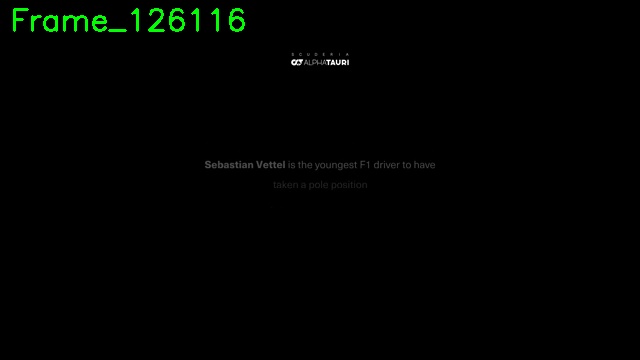 Frame_126116
SCUDERIA
ALPHATAURI
Sebastian Vettel is the youngest F1 driver to have
taken a pole position